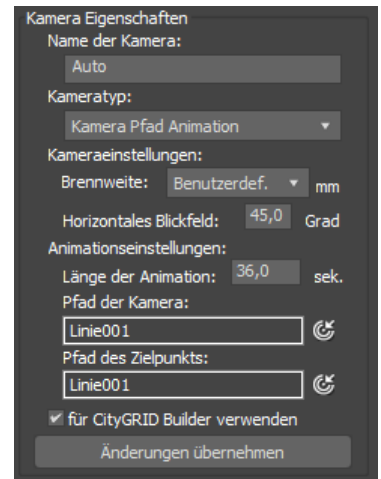 Kamera Eigenschaften
Name der Kamera:
Auto
Kameratyp:
Kamera Pfad Animation
Kameraeinstellungen:
Brennweite: Benutzerdef. mm
Horizontales Blickfeld: 45,0 Grad
Animationseinstellungen:
Länge der Animation: 36,0 sek.
Pfad der Kamera:
Linie001
Pfad des Zielpunkts:
Linie001
für CityGRID Builder verwenden
Änderungen übernehmen